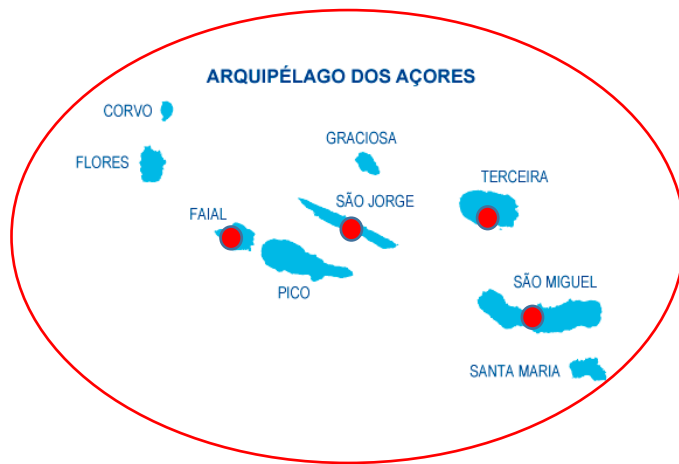 ARQUIPÉLAGO DOS AÇORES
CORVO
FLORES
GRACIOSA
TERCEIRA
SÃO JORGE
FAIAL
PICO
SÃO MIGUEL
SANTA MARIA